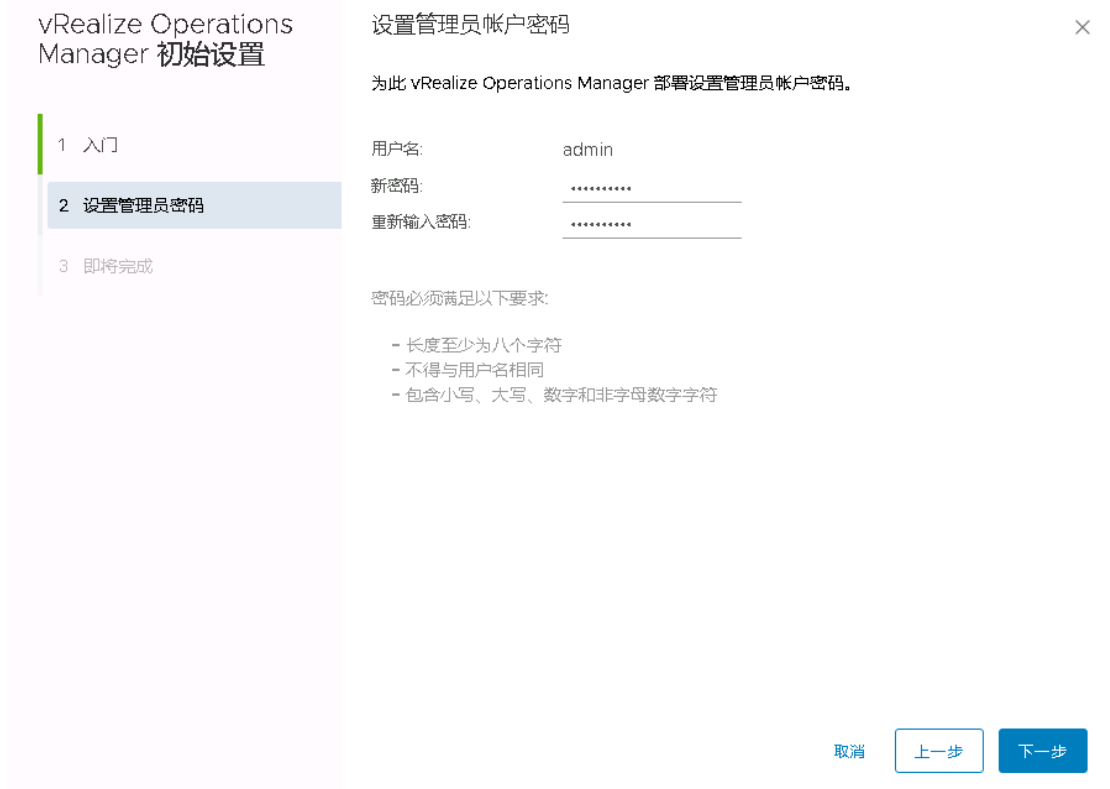 vRealize Operations
Manager 初始设置
1 入门
2 设置管理员密码
3 即将完成
设置管理员帐户密码
为此 vRealize Operations Manager 部署设置管理员帐户密码。
用户名: admin
新密码: ••••••••••
重新输入密码: ••••••••••
密码必须满足以下要求:
- 长度至少为八个字符
- 不得与用户名相同
- 包含小写、大写、数字和非字母数字字符
取消 上一步 下一步